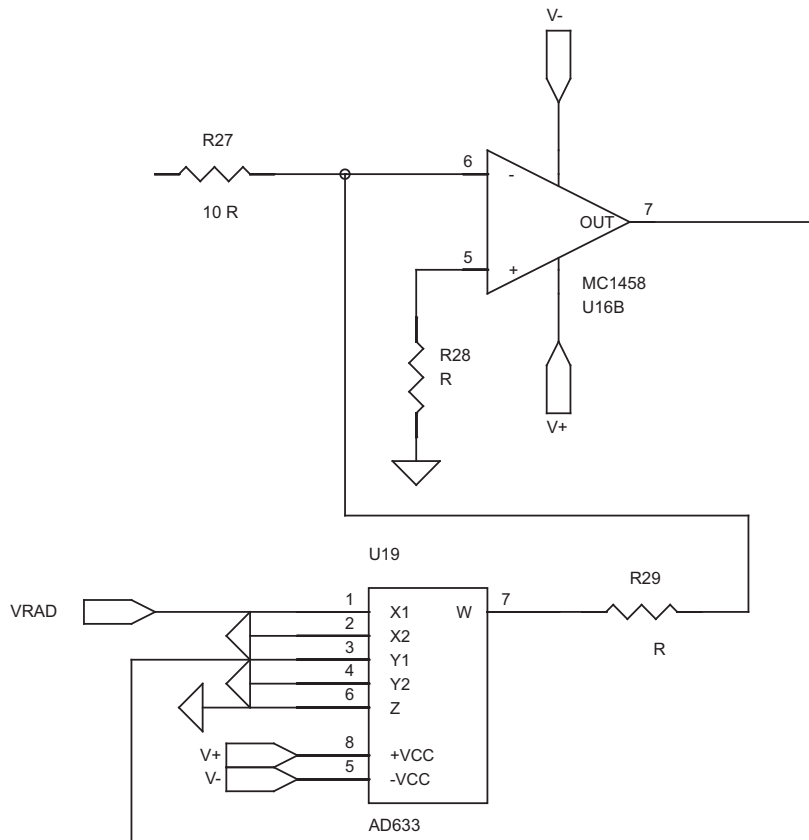 V-
R27
10 R
6
-
OUT
7
5
+
MC1458
U16B
R28
R
V+
U19
R29
R
VRAD
1
X1
W
7
2
X2
3
Y1
4
Y2
6
Z
V+
8
+VCC
V-
5
-VCC
AD633